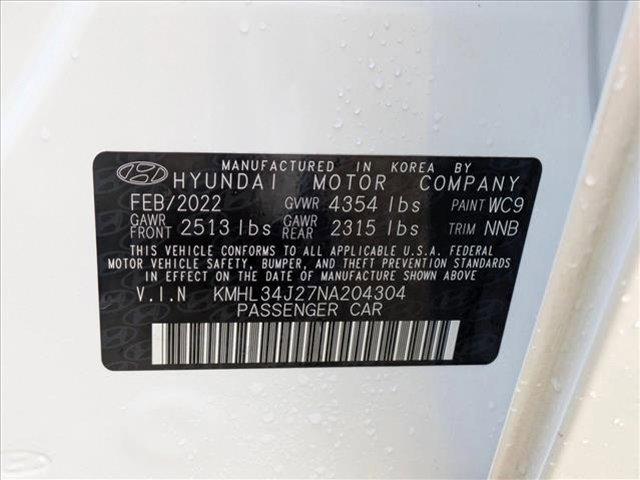 MANUFACTURED IN KOREA BY
HYUNDAI MOTOR COMPANY
FEB/2022 GVWR 4354 lbs PAINT WC9
GAWR FRONT 2513 lbs GAWR REAR 2315 lbs TRIM NNB
THIS VEHICLE CONFORMS TO ALL APPLICABLE U.S.A. FEDERAL
MOTOR VEHICLE SAFETY, BUMPER, AND THEFT PREVENTION STANDARDS
IN EFFECT ON THE DATE OF MANUFACTURE SHOWN ABOVE.
V.I.N KMHL34J27NA204304
PASSENGER CAR